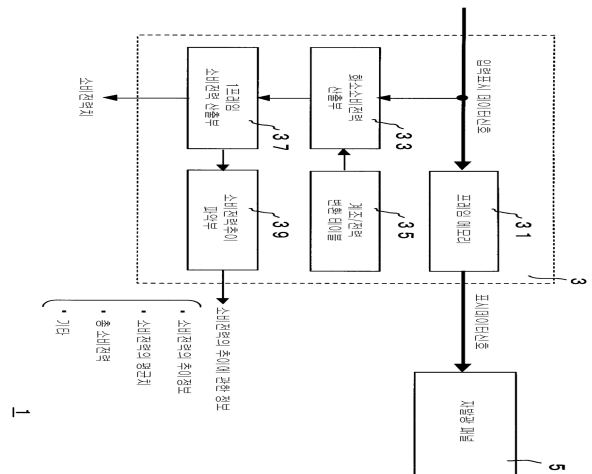 입력표시 데이터신호
31
프레임 메모리
3
표시데이터신호
자발광 패널
5
33
화소소비전력
산출부
35
계조/전력
변환 테이블
37
1프레임
소비전력 산출부
39
소비전력추이
파악부
소비전력치
소비전력의 추이에 관한 정보
· 소비전력의 추이정보
· 소비전력의 평균치
· 총 소비전력
· 기타
1